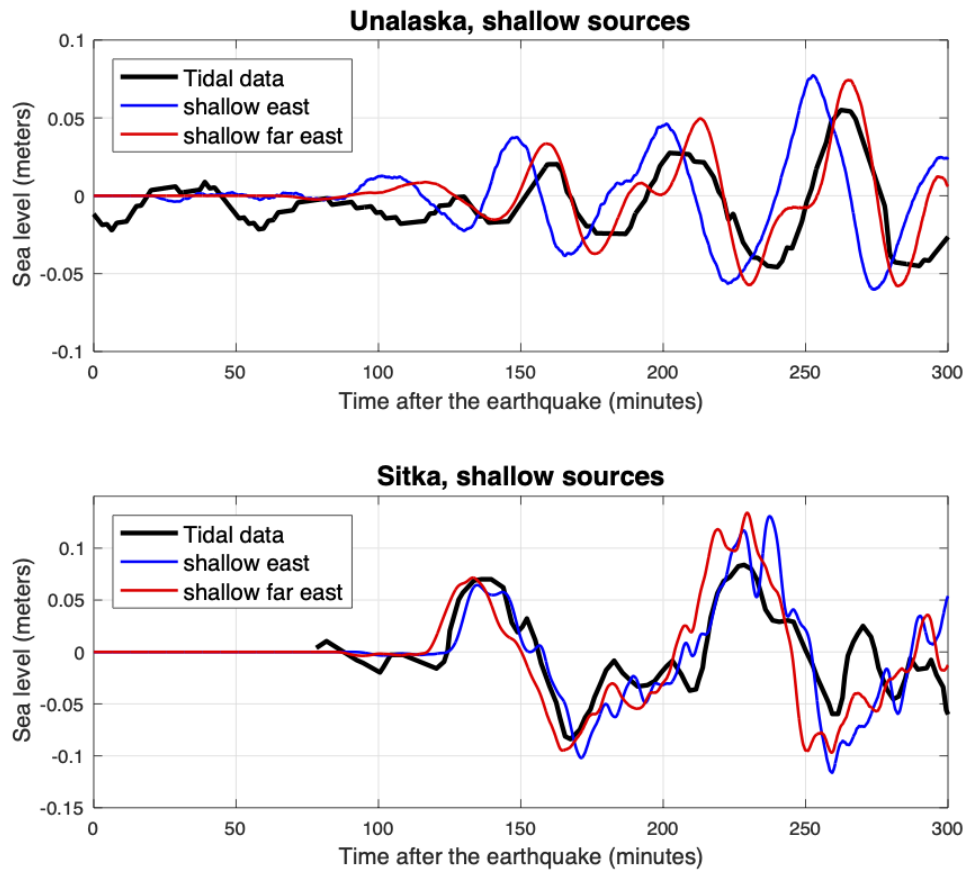 Unalaska, shallow sources
0.1
0.05
0
-0.05
-0.1
Sea level (meters)
Tidal data
shallow east
shallow far east
0 50 100 150 200 250 300
Time after the earthquake (minutes)
Sitka, shallow sources
0.1
0.05
0
-0.05
-0.1
-0.15
Sea level (meters)
Tidal data
shallow east
shallow far east
0 50 100 150 200 250 300
Time after the earthquake (minutes)